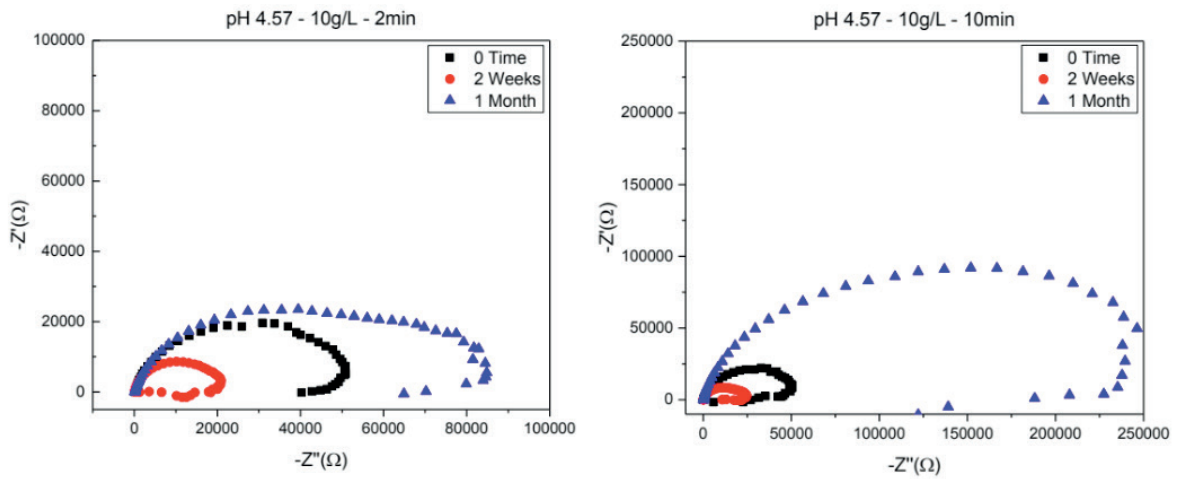 pH 4.57 - 10g/L - 2min
100000
80000
60000
40000
20000
0
-Z'(Ω)
0 Time
2 Weeks
1 Month
0
20000
40000
60000
80000
100000
-Z''(Ω)
pH 4.57 - 10g/L - 10min
250000
200000
150000
100000
50000
0
-Z'(Ω)
0 Time
2 Weeks
1 Month
0
50000
100000
150000
200000
250000
-Z''(Ω)